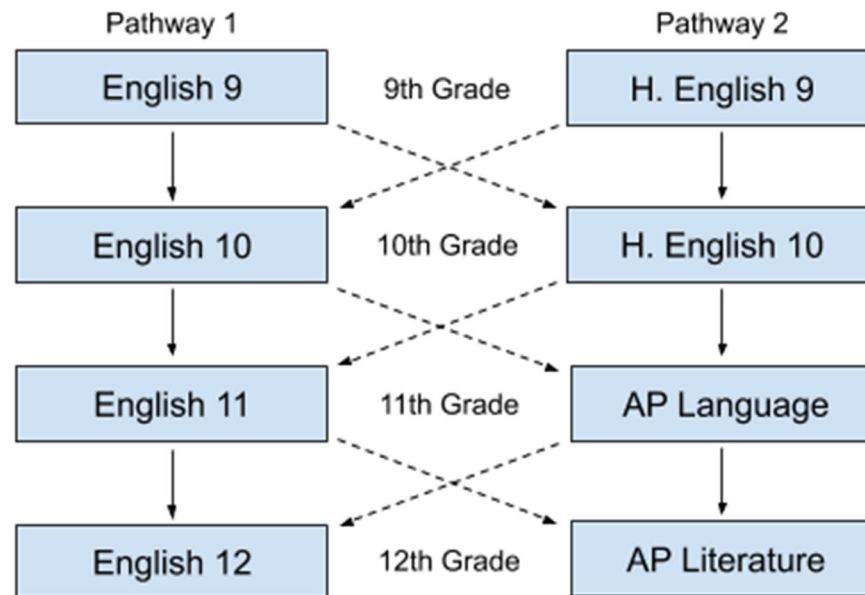 Pathway 1
Pathway 2
English 9
9th Grade
H. English 9
English 10
10th Grade
H. English 10
English 11
11th Grade
AP Language
English 12
12th Grade
AP Literature